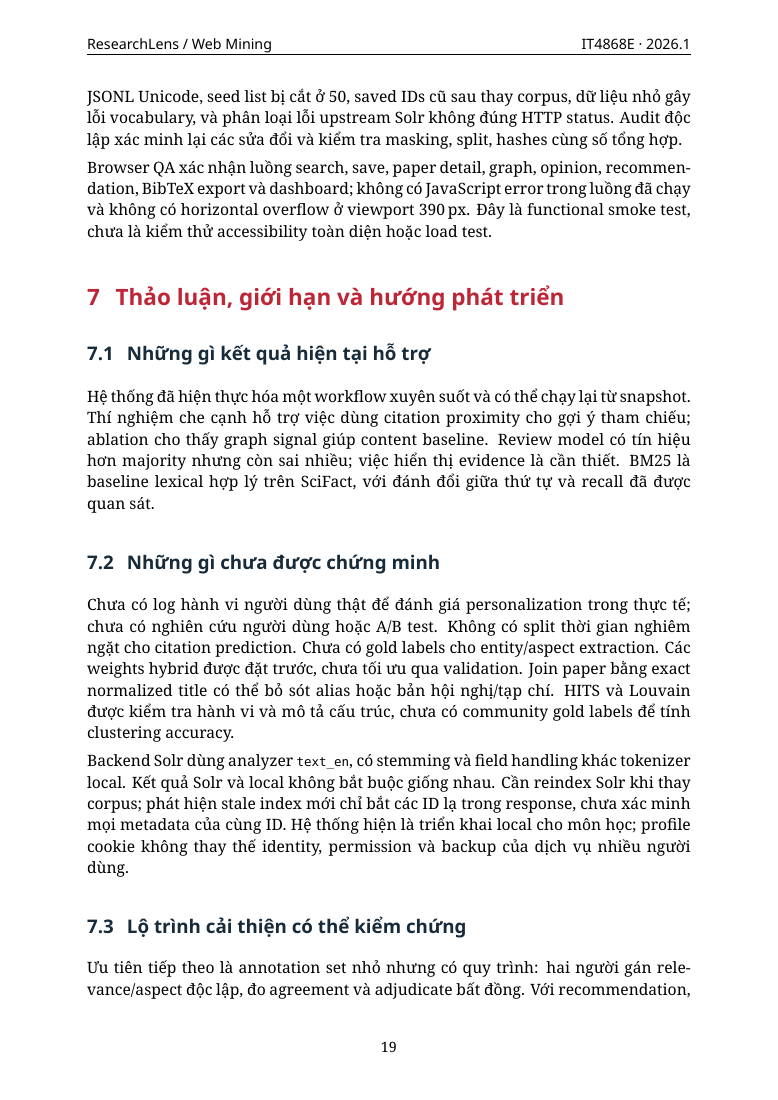 ResearchLens / Web Mining IT4868E · 2026.1
JSONL Unicode, seed list bị cắt ở 50, saved IDs cũ sau thay corpus, dữ liệu nhỏ gây
lỗi vocabulary, và phân loại lỗi upstream Solr không đúng HTTP status. Audit độc
lập xác minh lại các sửa đổi và kiểm tra masking, split, hashes cùng số tổng hợp.
Browser QA xác nhận luồng search, save, paper detail, graph, opinion, recommen-
dation, BibTeX export và dashboard; không có JavaScript error trong luồng đã chạy
và không có horizontal overflow ở viewport 390 px. Đây là functional smoke test,
chưa là kiểm thử accessibility toàn diện hoặc load test.
7 Thảo luận, giới hạn và hướng phát triển
7.1 Những gì kết quả hiện tại hỗ trợ
Hệ thống đã hiện thực hóa một workflow xuyên suốt và có thể chạy lại từ snapshot.
Thí nghiệm che cạnh hỗ trợ việc dùng citation proximity cho gợi ý tham chiếu;
ablation cho thấy graph signal giúp content baseline. Review model có tín hiệu
hơn majority nhưng còn sai nhiều; việc hiển thị evidence là cần thiết. BM25 là
baseline lexical hợp lý trên SciFact, với đánh đổi giữa thứ tự và recall đã được
quan sát.
7.2 Những gì chưa được chứng minh
Chưa có log hành vi người dùng thật để đánh giá personalization trong thực tế;
chưa có nghiên cứu người dùng hoặc A/B test. Không có split thời gian nghiêm
ngặt cho citation prediction. Chưa có gold labels cho entity/aspect extraction. Các
weights hybrid được đặt trước, chưa tối ưu qua validation. Join paper bằng exact
normalized title có thể bỏ sót alias hoặc bản hội nghị/tạp chí. HITS và Louvain
được kiểm tra hành vi và mô tả cấu trúc, chưa có community gold labels để tính
clustering accuracy.
Backend Solr dùng analyzer text_en, có stemming và field handling khác tokenizer
local. Kết quả Solr và local không bắt buộc giống nhau. Cần reindex Solr khi thay
corpus; phát hiện stale index mới chỉ bắt các ID lạ trong response, chưa xác minh
mọi metadata của cùng ID. Hệ thống hiện là triển khai local cho môn học; profile
cookie không thay thế identity, permission và backup của dịch vụ nhiều người
dùng.
7.3 Lộ trình cải thiện có thể kiểm chứng
Ưu tiên tiếp theo là annotation set nhỏ nhưng có quy trình: hai người gán rele-
vance/aspect độc lập, đo agreement và adjudicate bất đồng. Với recommendation,
19